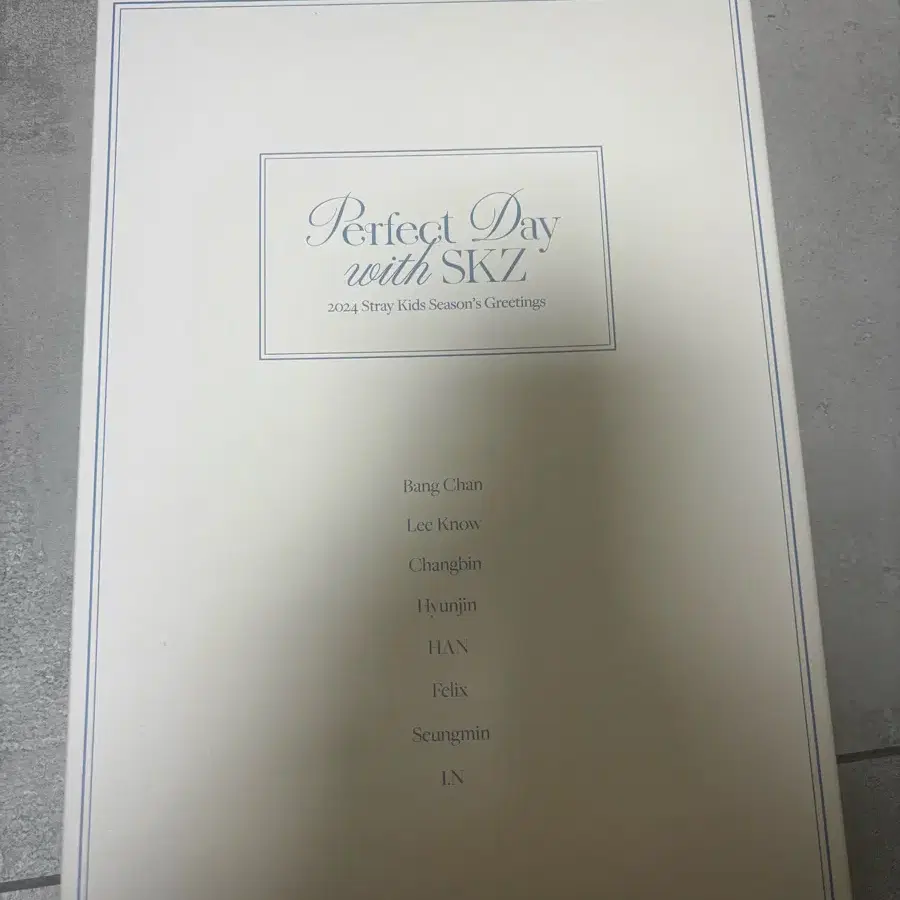 Perfect Day
with SKZ
2024 Stray Kids Season's Greetings
Bang Chan
Lee Know
Changbin
Hyunjin
HAN
Felix
Seungmin
I.N